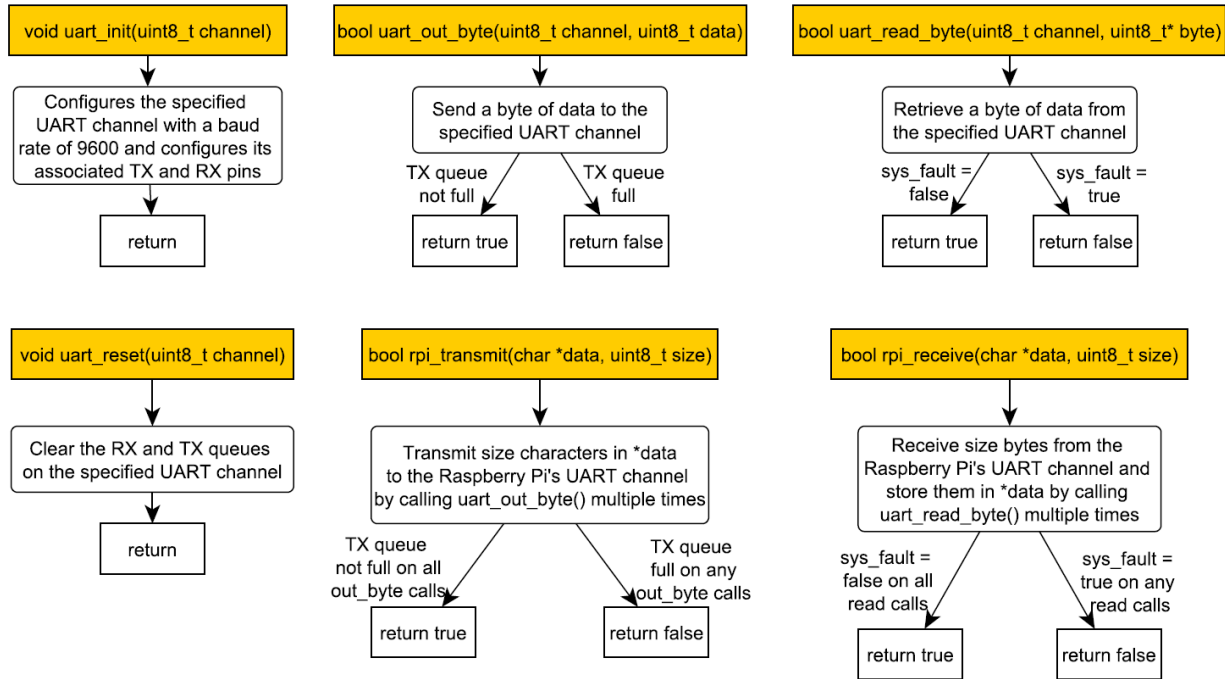 void uart_init(uint8_t channel)
Configures the specified
UART channel with a baud
rate of 9600 and configures its
associated TX and RX pins
return
bool uart_out_byte(uint8_t channel, uint8_t data)
Send a byte of data to the
specified UART channel
TX queue
not full
TX queue
full
return true
return false
bool uart_read_byte(uint8_t channel, uint8_t* byte)
Retrieve a byte of data from
the specified UART channel
sys_fault =
false
sys_fault =
true
return true
return false
void uart_reset(uint8_t channel)
Clear the RX and TX queues
on the specified UART channel
return
bool rpi_transmit(char *data, uint8_t size)
Transmit size characters in *data
to the Raspberry Pi's UART channel
by calling uart_out_byte() multiple times
TX queue
not full on all
out_byte calls
TX queue
full on any
out_byte calls
return true
return false
bool rpi_receive(char *data, uint8_t size)
Receive size bytes from the
Raspberry Pi's UART channel and
store them in *data by calling
uart_read_byte() multiple times
sys_fault =
false on all
read calls
sys_fault =
true on any
read calls
return true
return false